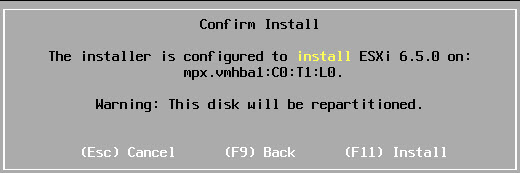 Confirm Install
The installer is configured to install ESXi 6.5.0 on:
mpx.vmhba1:C0:T1:L0.
Warning: This disk will be repartitioned.
(Esc) Cancel (F9) Back (F11) Install